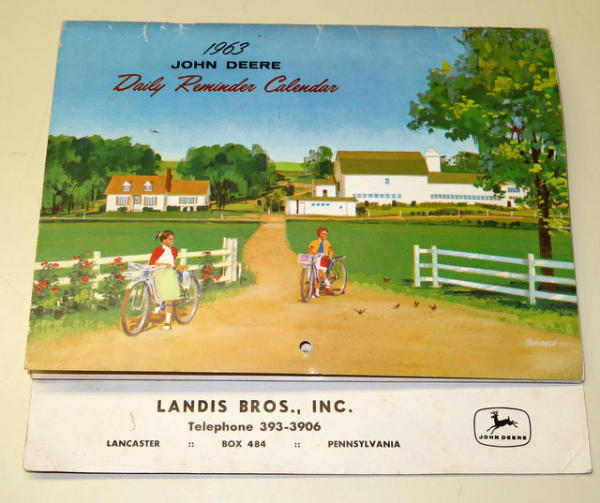 1963
JOHN DEERE
Daily Reminder Calendar
LANDIS BROS., INC.
Telephone 393-3906
LANCASTER :: BOX 484 :: PENNSYLVANIA
JOHN DEERE